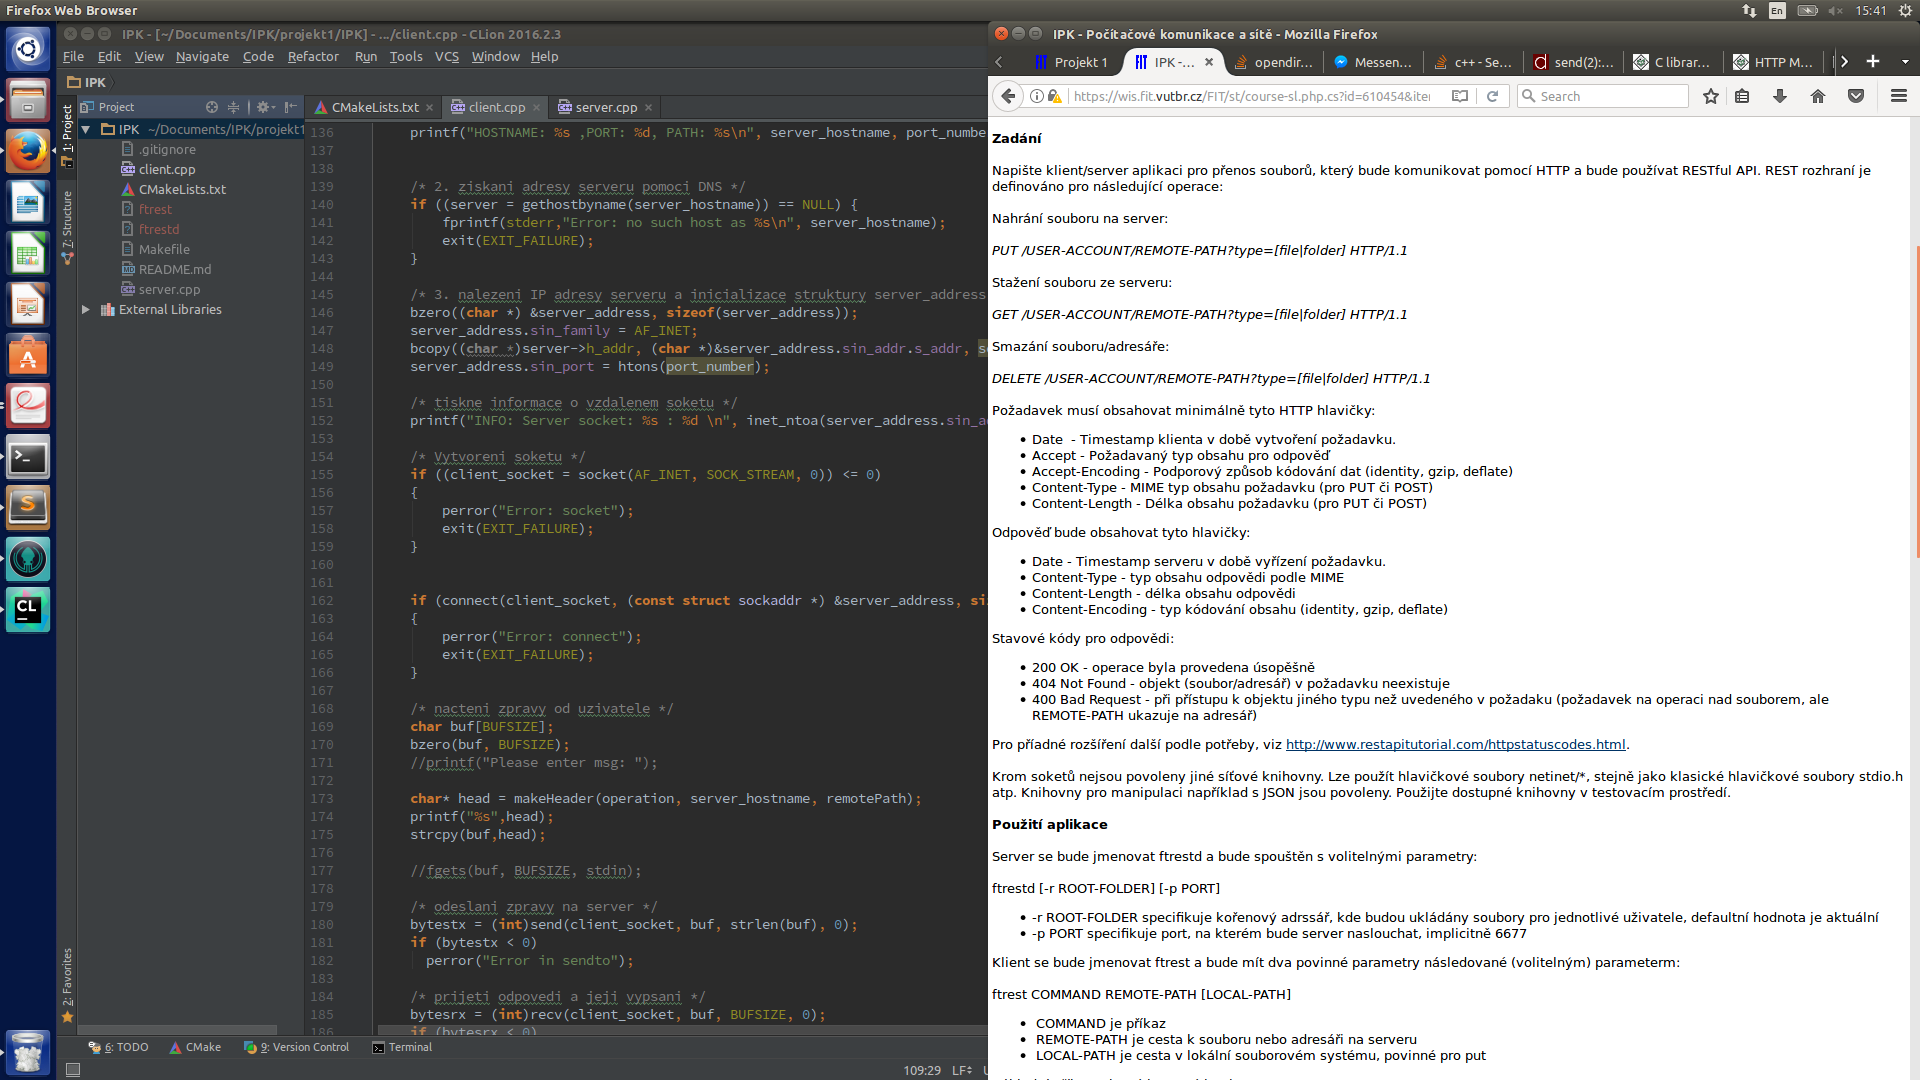 Firefox Web Browser
En
15:41
IPK - [~/Documents/IPK/projekt1/IPK] - .../client.cpp - CLion 2016.2.3
File Edit View Navigate Code Refactor Run Tools VCS Window Help
IPK
Project
CMakeLists.txt
client.cpp
server.cpp
1: Project
7: Structure
2: Favorites
IPK ~/Documents/IPK/projekt1
.gitignore
client.cpp
CMakeLists.txt
ftrest
ftrestd
Makefile
README.md
server.cpp
External Libraries
136 printf("HOSTNAME: %s ,PORT: %d, PATH: %s\n", server_hostname, port_numbe
137
138
139 /* 2. ziskani adresy serveru pomoci DNS */
140 if ((server = gethostbyname(server_hostname)) == NULL) {
141 fprintf(stderr,"Error: no such host as %s\n", server_hostname);
142 exit(EXIT_FAILURE);
143 }
144
145 /* 3. nalezeni IP adresy serveru a inicializace struktury server_address
146 bzero((char *) &server_address, sizeof(server_address));
147 server_address.sin_family = AF_INET;
148 bcopy((char *)server->h_addr, (char *)&server_address.sin_addr.s_addr, s
149 server_address.sin_port = htons(port_number);
150
151 /* tiskne informace o vzdalenem soketu */
152 printf("INFO: Server socket: %s : %d \n", inet_ntoa(server_address.sin_a
153
154 /* Vytvoreni soketu */
155 if ((client_socket = socket(AF_INET, SOCK_STREAM, 0)) <= 0)
156 {
157 perror("Error: socket");
158 exit(EXIT_FAILURE);
159 }
160
161
162 if (connect(client_socket, (const struct sockaddr *) &server_address, si
163 {
164 perror("Error: connect");
165 exit(EXIT_FAILURE);
166 }
167
168 /* nacteni zpravy od uzivatele */
169 char buf[BUFSIZE];
170 bzero(buf, BUFSIZE);
171 //printf("Please enter msg: ");
172
173 char* head = makeHeader(operation, server_hostname, remotePath);
174 printf("%s",head);
175 strcpy(buf,head);
176
177 //fgets(buf, BUFSIZE, stdin);
178
179 /* odeslani zpravy na server */
180 bytestx = (int)send(client_socket, buf, strlen(buf), 0);
181 if (bytestx < 0)
182 perror("Error in sendto");
183
184 /* prijeti odpovedi a jeji vypsani */
185 bytesrx = (int)recv(client_socket, buf, BUFSIZE, 0);
186 if (bytesrx < 0)
6: TODO CMake 9: Version Control Terminal
109:29 LF
IPK - Počítačové komunikace a sítě - Mozilla Firefox
Projekt 1
IPK -...
opendir...
Messen...
c++ - Se...
send(2):...
C librar...
HTTP M...
https://wis.fit.vutbr.cz/FIT/st/course-sl.php.cs?id=610454&ite
Search
Zadání
Napište klient/server aplikaci pro přenos souborů, který bude komunikovat pomocí HTTP a bude používat RESTful API. REST rozhraní je
definováno pro následující operace:
Nahrání souboru na server:
PUT /USER-ACCOUNT/REMOTE-PATH?type=[file|folder] HTTP/1.1
Stažení souboru ze serveru:
GET /USER-ACCOUNT/REMOTE-PATH?type=[file|folder] HTTP/1.1
Smazání souboru/adresáře:
DELETE /USER-ACCOUNT/REMOTE-PATH?type=[file|folder] HTTP/1.1
Požadavek musí obsahovat minimálně tyto HTTP hlavičky:
• Date - Timestamp klienta v době vytvoření požadavku.
• Accept - Požadavaný typ obsahu pro odpověď
• Accept-Encoding - Podporový způsob kódování dat (identity, gzip, deflate)
• Content-Type - MIME typ obsahu požadavku (pro PUT či POST)
• Content-Length - Délka obsahu požadavku (pro PUT či POST)
Odpověď bude obsahovat tyto hlavičky:
• Date - Timestamp serveru v době vyřízení požadavku.
• Content-Type - typ obsahu odpovědi podle MIME
• Content-Length - délka obsahu odpovědi
• Content-Encoding - typ kódování obsahu (identity, gzip, deflate)
Stavové kódy pro odpovědi:
• 200 OK - operace byla provedena úsopěšně
• 404 Not Found - objekt (soubor/adresář) v požadavku neexistuje
• 400 Bad Request - při přístupu k objektu jiného typu než uvedeného v požadaku (požadavek na operaci nad souborem, ale
REMOTE-PATH ukazuje na adresář)
Pro přiadné rozšíření další podle potřeby, viz http://www.restapitutorial.com/httpstatuscodes.html.
Krom soketů nejsou povoleny jiné síťové knihovny. Lze použít hlavičkové soubory netinet/*, stejně jako klasické hlavičkové soubory stdio.h
atp. Knihovny pro manipulaci například s JSON jsou povoleny. Použijte dostupné knihovny v testovacím prostředí.
Použití aplikace
Server se bude jmenovat ftrestd a bude spouštěn s volitelnými parametry:
ftrestd [-r ROOT-FOLDER] [-p PORT]
• -r ROOT-FOLDER specifikuje kořenový adrssář, kde budou ukládány soubory pro jednotlivé uživatele, defaultní hodnota je aktuální
• -p PORT specifikuje port, na kterém bude server naslouchat, implicitně 6677
Klient se bude jmenovat ftrest a bude mít dva povinné parametry následované (volitelným) parameterm:
ftrest COMMAND REMOTE-PATH [LOCAL-PATH]
• COMMAND je příkaz
• REMOTE-PATH je cesta k souboru nebo adresáři na serveru
• LOCAL-PATH je cesta v lokální souborovém systému, povinné pro put